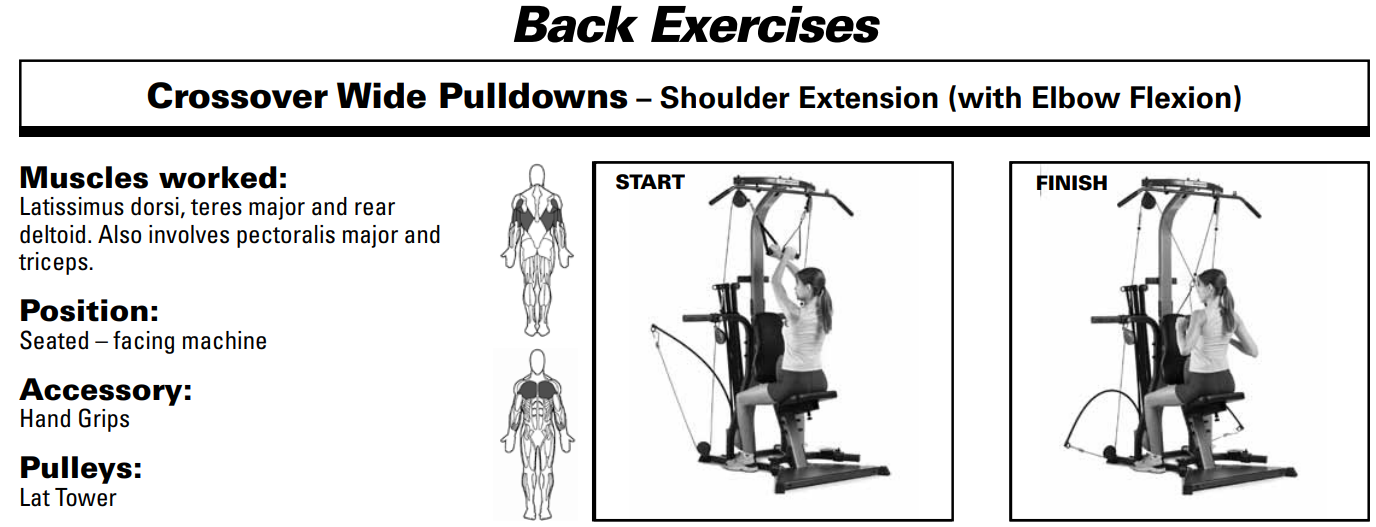 Back Exercises
Crossover Wide Pulldowns – Shoulder Extension (with Elbow Flexion)
Muscles worked:
Latissimus dorsi, teres major and rear
deltoid. Also involves pectoralis major and
triceps.
Position:
Seated – facing machine
Accessory:
Hand Grips
Pulleys:
Lat Tower
START
FINISH